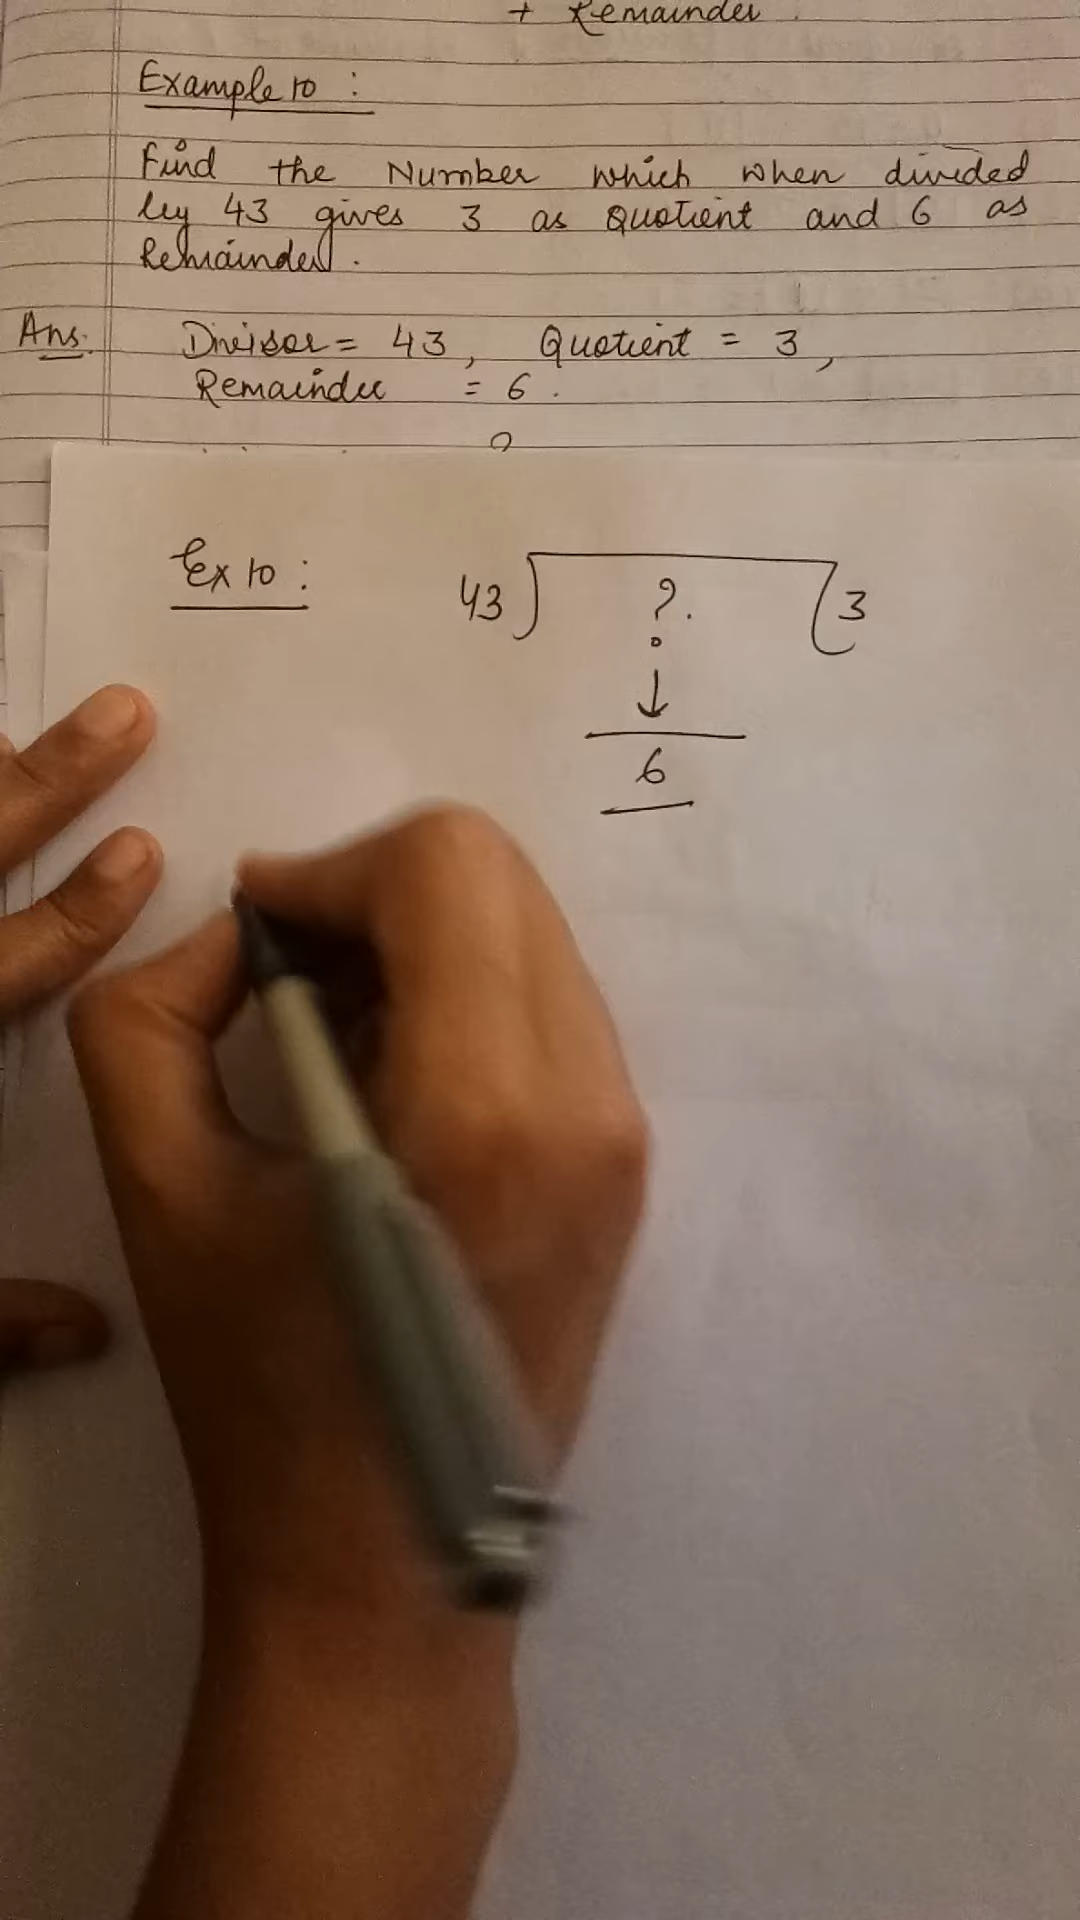 + Remainder.
Example 10 :
Find the Number which when divided
by 43 gives 3 as Quotient and 6 as
Remainder.
Ans. Divisor = 43, Quotient = 3,
Remainder = 6.
?
Ex 10 : 43 ? 3
↓
6